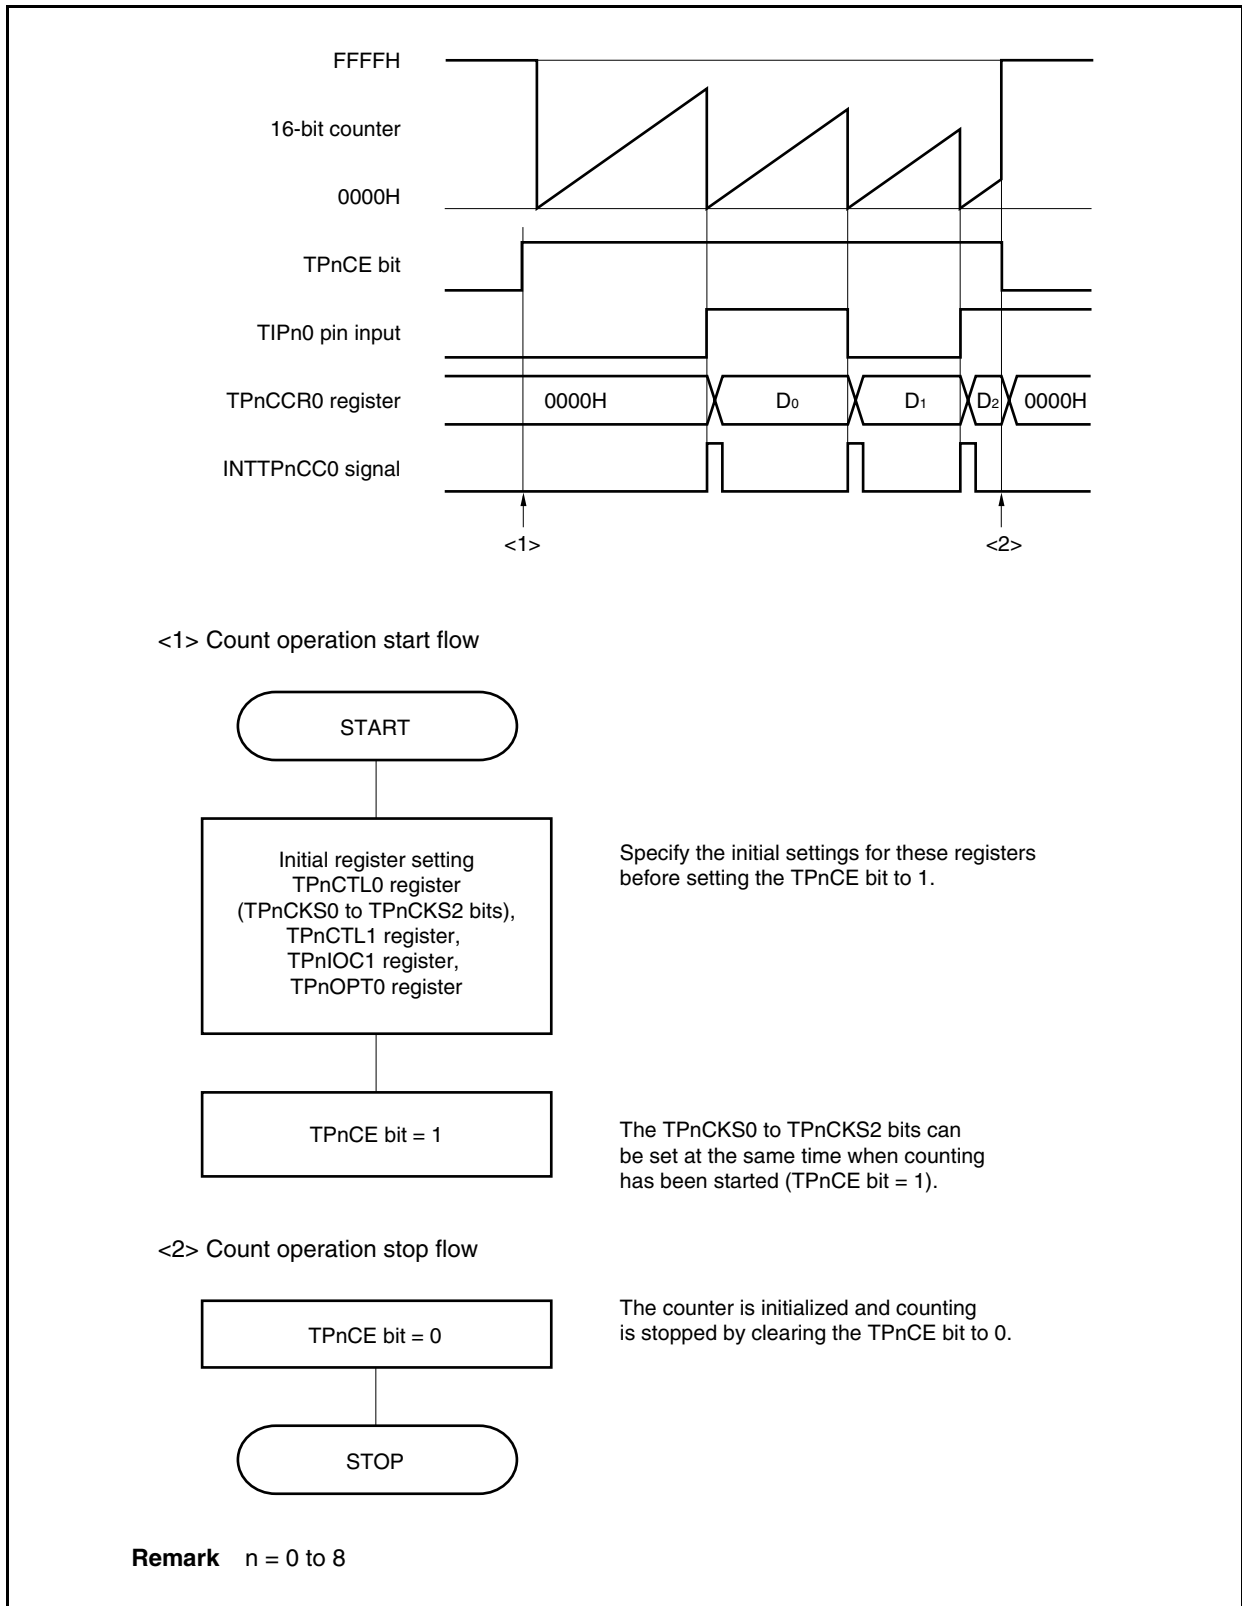 FFFFH
16-bit counter
0000H
TPnCE bit
TIPn0 pin input
TPnCCR0 register 0000H D0 D1 D2 0000H
INTTPnCC0 signal
<1> <2>
<1> Count operation start flow
START
Initial register setting
TPnCTL0 register
(TPnCKS0 to TPnCKS2 bits),
TPnCTL1 register,
TPnIOC1 register,
TPnOPT0 register
Specify the initial settings for these registers
before setting the TPnCE bit to 1.
TPnCE bit = 1
The TPnCKS0 to TPnCKS2 bits can
be set at the same time when counting
has been started (TPnCE bit = 1).
<2> Count operation stop flow
TPnCE bit = 0
The counter is initialized and counting
is stopped by clearing the TPnCE bit to 0.
STOP
Remark n = 0 to 8